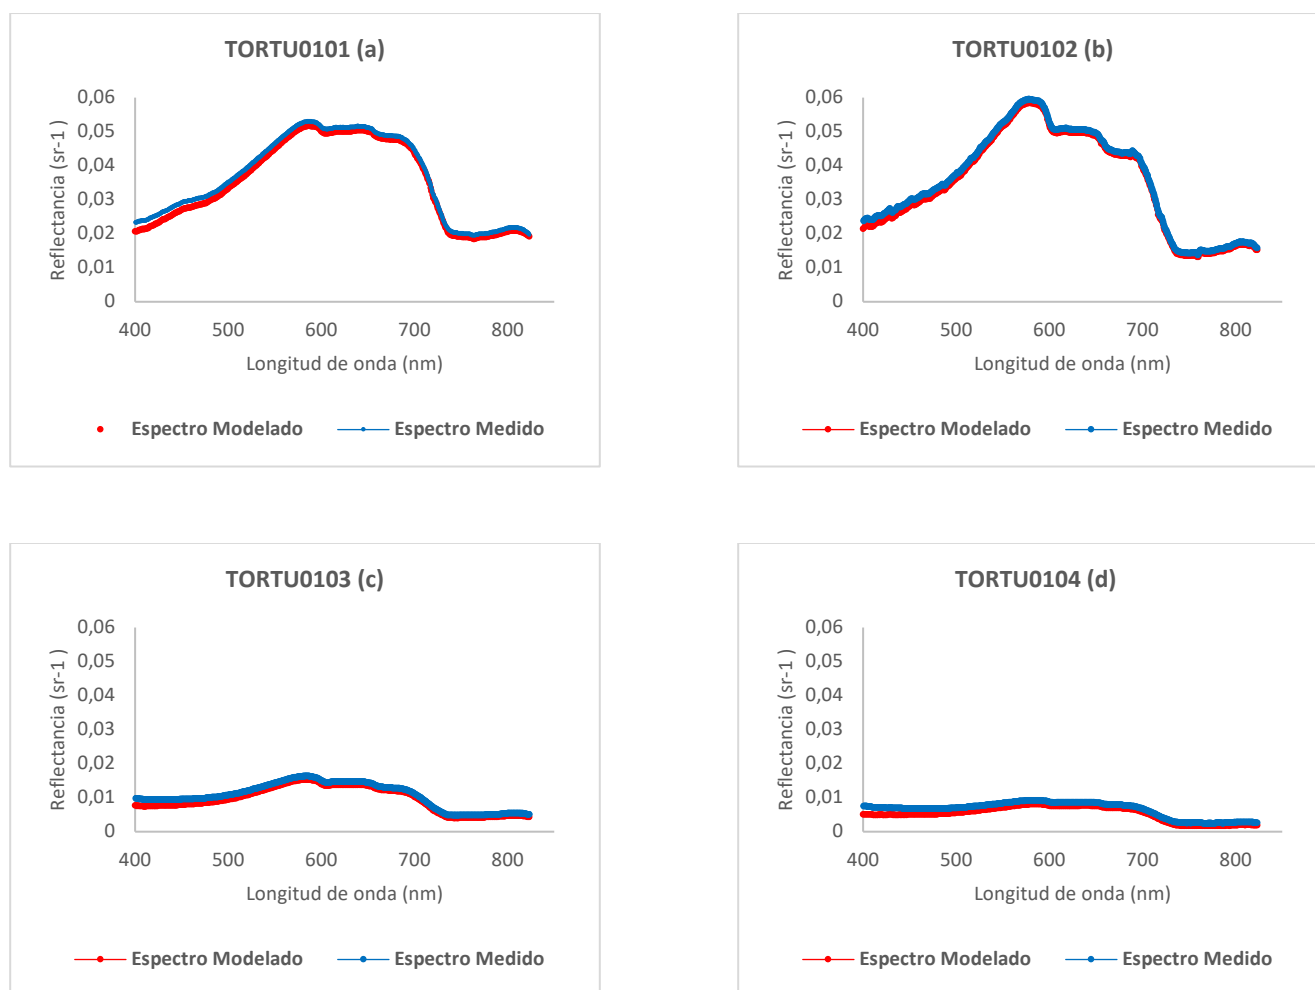 TORTU0101 (a)
0,06
0,05
0,04
0,03
0,02
0,01
0
Reflectancia (sr-1 )
400 500 600 700 800
Longitud de onda (nm)
Espectro Modelado Espectro Medido
TORTU0102 (b)
0,06
0,05
0,04
0,03
0,02
0,01
0
Reflectancia (sr-1 )
400 500 600 700 800
Longitud de onda (nm)
Espectro Modelado Espectro Medido
TORTU0103 (c)
0,06
0,05
0,04
0,03
0,02
0,01
0
Reflectancia (sr-1 )
400 500 600 700 800
Longitud de onda (nm)
Espectro Modelado Espectro Medido
TORTU0104 (d)
0,06
0,05
0,04
0,03
0,02
0,01
0
Reflectancia (sr-1 )
400 500 600 700 800
Longitud de onda (nm)
Espectro Modelado Espectro Medido